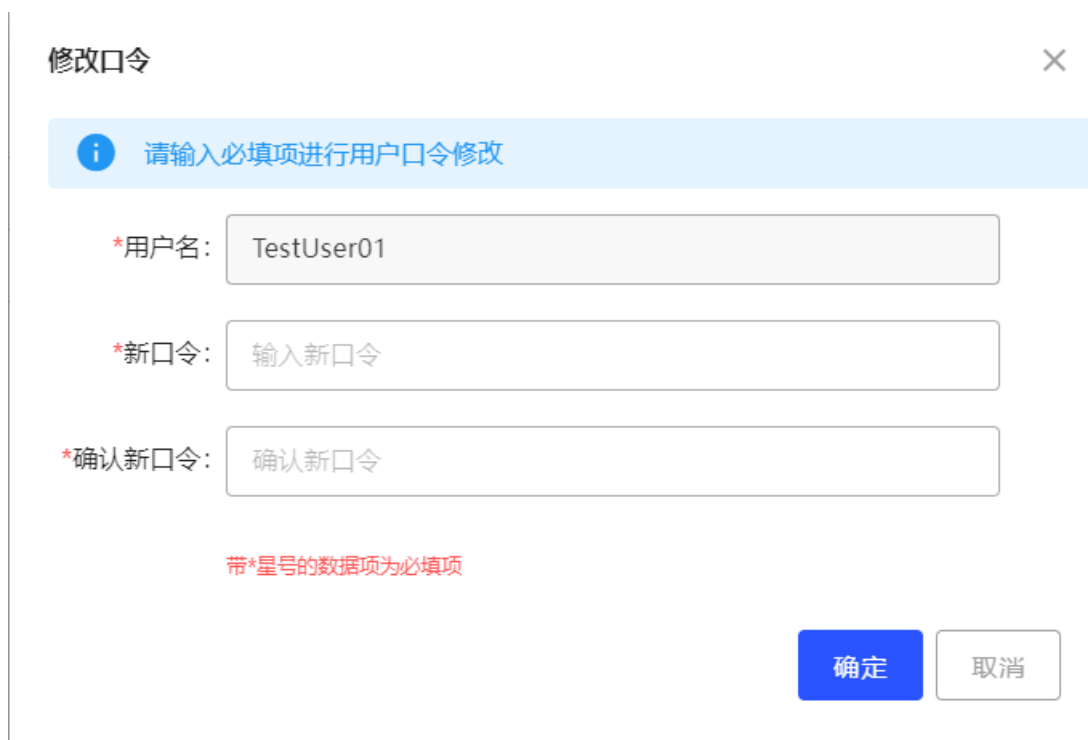 修改口令
请输入必填项进行用户口令修改
*用户名： TestUser01
*新口令： 输入新口令
*确认新口令： 确认新口令
带*星号的数据项为必填项
确定 取消